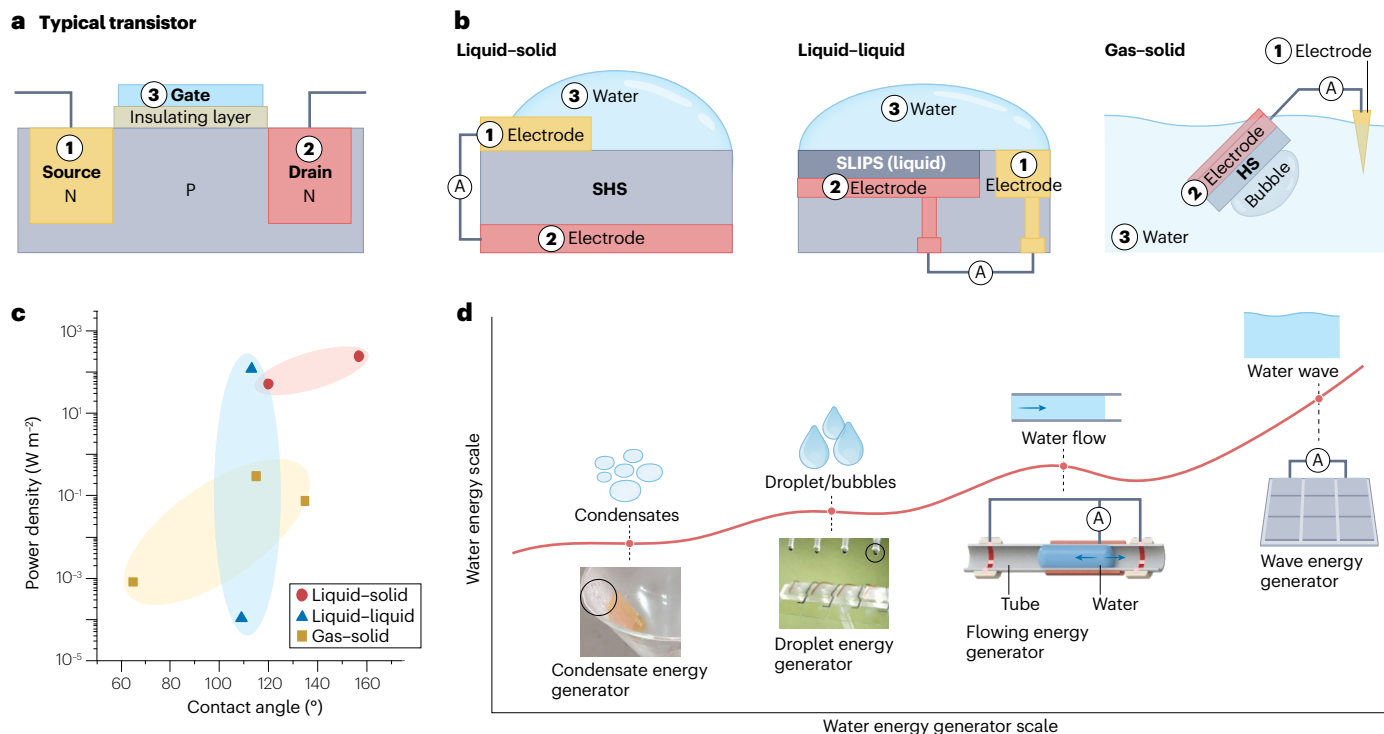 a Typical transistor
3 Gate
Insulating layer
1
Source
N
P
2
Drain
N
b
Liquid–solid
3 Water
1 Electrode
A
SHS
2 Electrode
Liquid–liquid
3 Water
SLIPS (liquid)
2 Electrode
1
Electrode
A
Gas–solid
1 Electrode
A
2 Electrode
HS
Bubble
3 Water
c
Power density (W m⁻²)
10³
10¹
10⁻¹
10⁻³
10⁻⁵
60 80 100 120 140 160
Contact angle (°)
Liquid–solid
Liquid–liquid
Gas–solid
d
Water energy scale
Condensates
Condensate energy
generator
Droplet/bubbles
Droplet energy
generator
Water flow
A
Tube
Water
Flowing energy
generator
Water wave
A
Wave energy
generator
Water energy generator scale